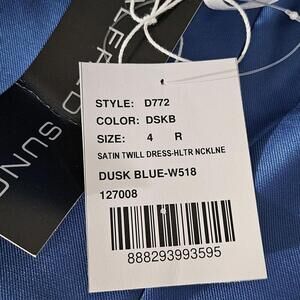 STYLE: D772
COLOR: DSKB
SIZE: 4 R
SATIN TWILL DRESS-HLTR NCKLNE
DUSK BLUE-W518
127008
888293993595